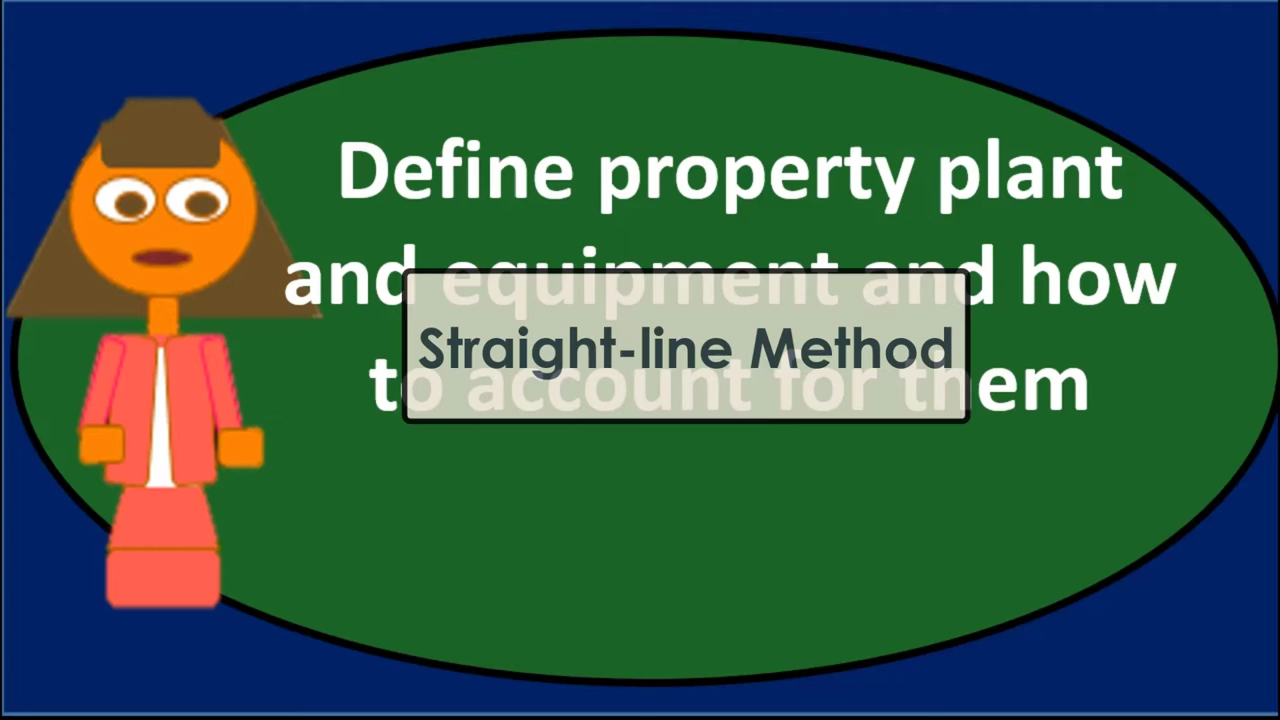 Define property plant
and equipment and how
Straight-line Method
to account for them